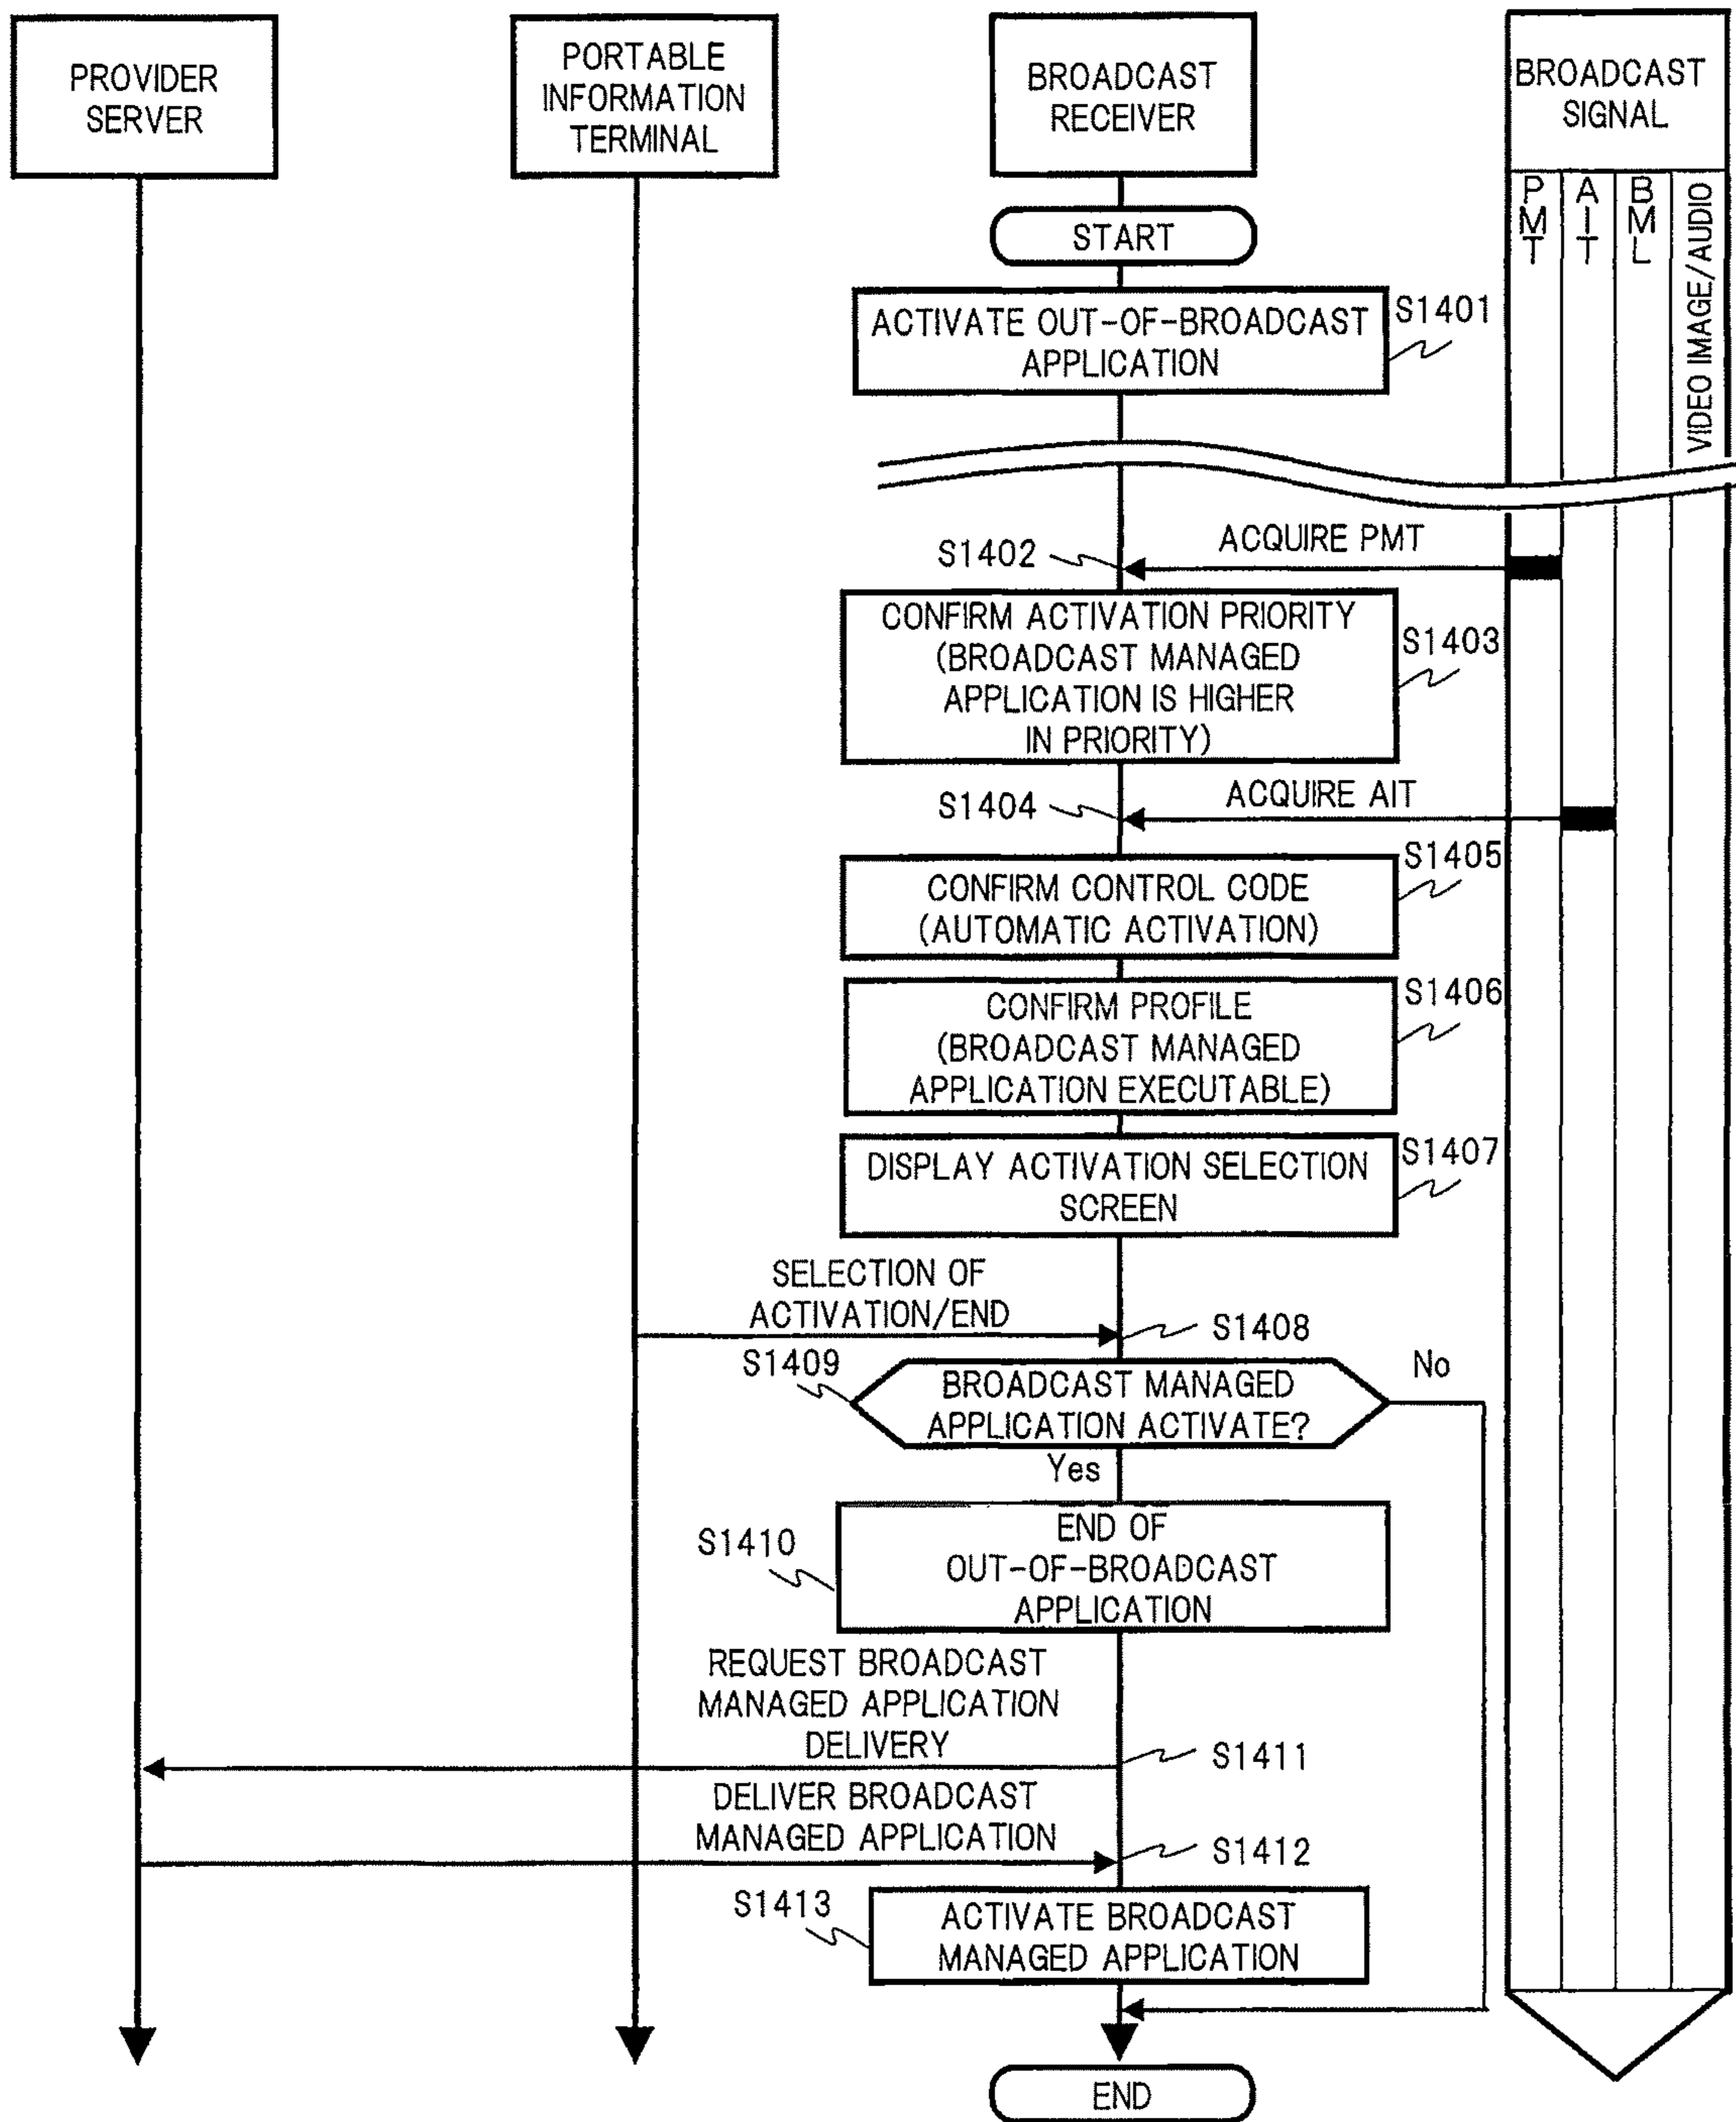 PROVIDER
SERVER
PORTABLE
INFORMATION
TERMINAL
BROADCAST
RECEIVER
BROADCAST
SIGNAL
PMT
AIT
BML
VIDEO IMAGE/AUDIO
START
ACTIVATE OUT-OF-BROADCAST
APPLICATION
S1401
S1402
ACQUIRE PMT
CONFIRM ACTIVATION PRIORITY
(BROADCAST MANAGED
APPLICATION IS HIGHER
IN PRIORITY)
S1403
S1404
ACQUIRE AIT
CONFIRM CONTROL CODE
(AUTOMATIC ACTIVATION)
S1405
CONFIRM PROFILE
(BROADCAST MANAGED
APPLICATION EXECUTABLE)
S1406
DISPLAY ACTIVATION SELECTION
SCREEN
S1407
SELECTION OF
ACTIVATION/END
S1408
S1409
BROADCAST MANAGED
APPLICATION ACTIVATE?
No
Yes
S1410
END OF
OUT-OF-BROADCAST
APPLICATION
REQUEST BROADCAST
MANAGED APPLICATION
DELIVERY
S1411
DELIVER BROADCAST
MANAGED APPLICATION
S1412
S1413
ACTIVATE BROADCAST
MANAGED APPLICATION
END